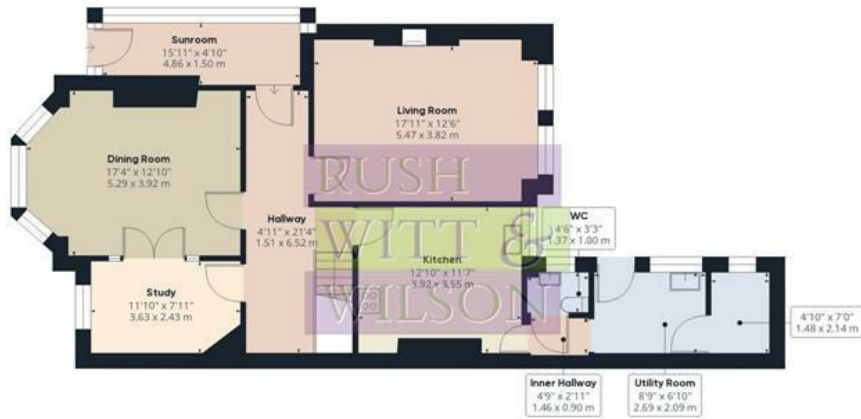 Sunroom
15'11" x 4'10"
4.86 x 1.50 m
Living Room
17'11" x 12'6"
5.47 x 3.82 m
Dining Room
17'4" x 12'10"
5.29 x 3.92 m
RUSH
WITT &
WILSON
Hallway
4'11" x 21'4"
1.51 x 6.52 m
WC
4'6" x 3'3"
1.37 x 1.00 m
Kitchen
12'10" x 11'7"
3.92 x 3.55 m
Study
11'10" x 7'11"
3.63 x 2.43 m
4'10" x 7'0"
1.48 x 2.14 m
Inner Hallway
4'9" x 2'11"
1.46 x 0.90 m
Utility Room
8'9" x 6'10"
2.69 x 2.09 m